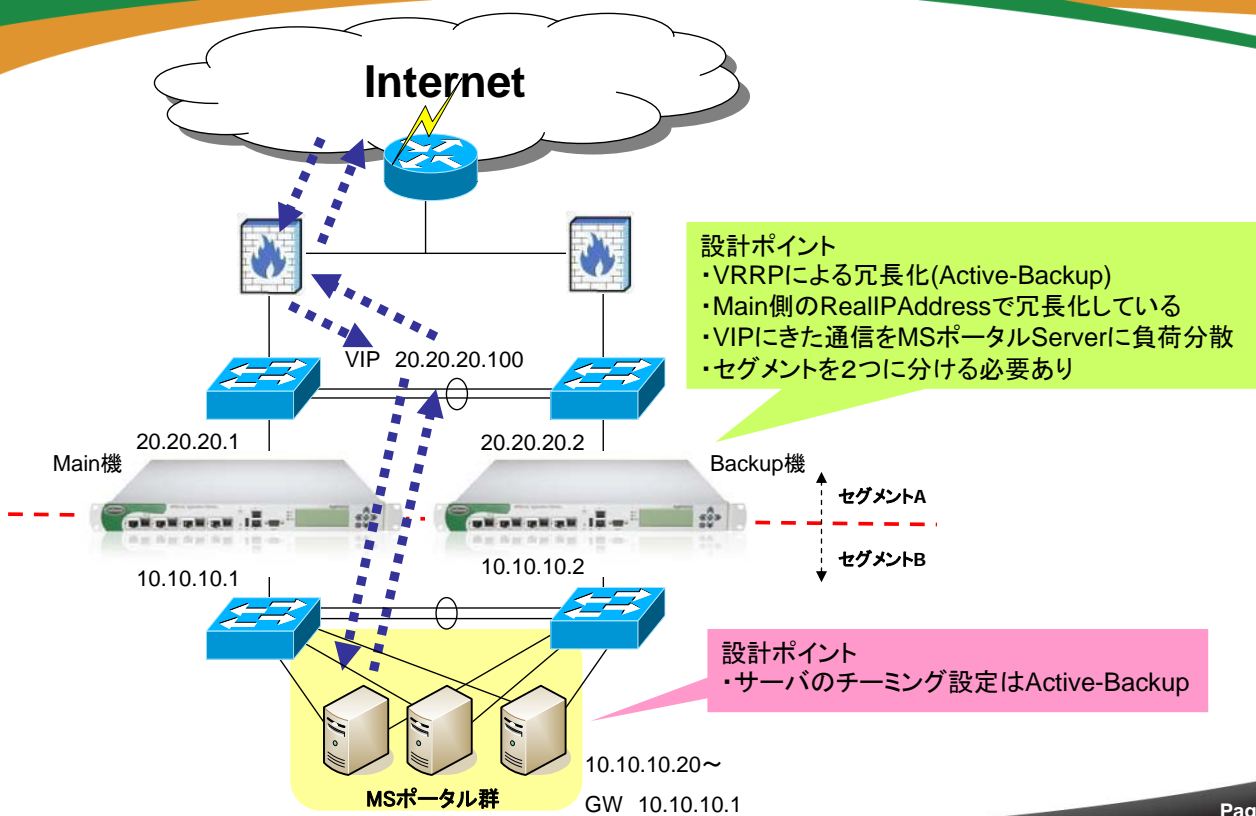 Internet
設計ポイント
・VRRPによる冗長化(Active-Backup)
・Main側のRealIPAddressで冗長化している
・VIPにきた通信をMSポータルServerに負荷分散
・セグメントを2つに分ける必要あり
VIP 20.20.20.100
20.20.20.1
20.20.20.2
Main機
Backup機
セグメントA
セグメントB
10.10.10.1
10.10.10.2
設計ポイント
・サーバのチーミング設定はActive-Backup
10.10.10.20～
MSポータル群
GW 10.10.10.1
Pag